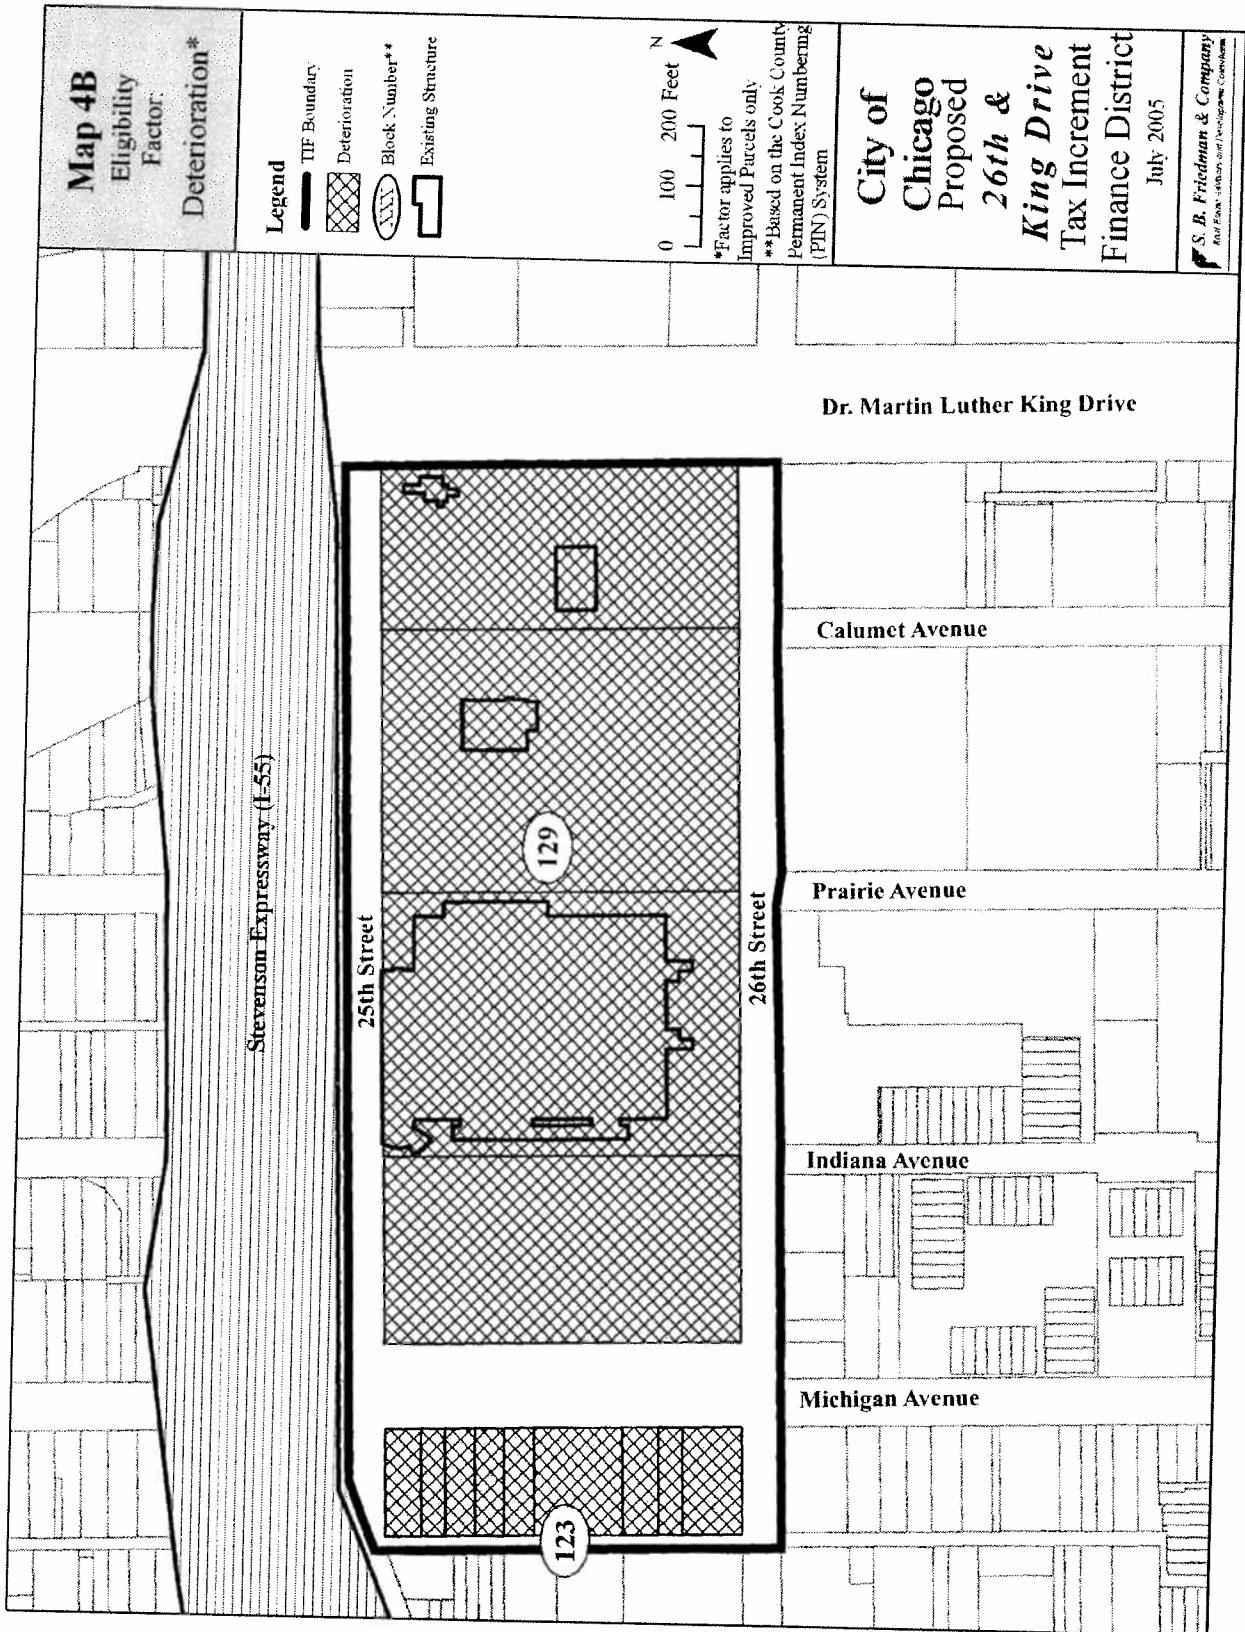 Map 4B
Eligibility
Factor:
Deterioration*
Legend
TIF Boundary
Deterioration
XXX
Block Number**
Existing Structure
N
0 100 200 Feet
*Factor applies to
Improved Parcels only
**Based on the Cook County
Permanent Index Numbering
(PIN) System
City of
Chicago
Proposed
26th &
King Drive
Tax Increment
Finance District
July 2005
S. B. Friedman & Company
Stevenson Expressway (I-55)
25th Street
129
123
26th Street
Dr. Martin Luther King Drive
Calumet Avenue
Prairie Avenue
Indiana Avenue
Michigan Avenue